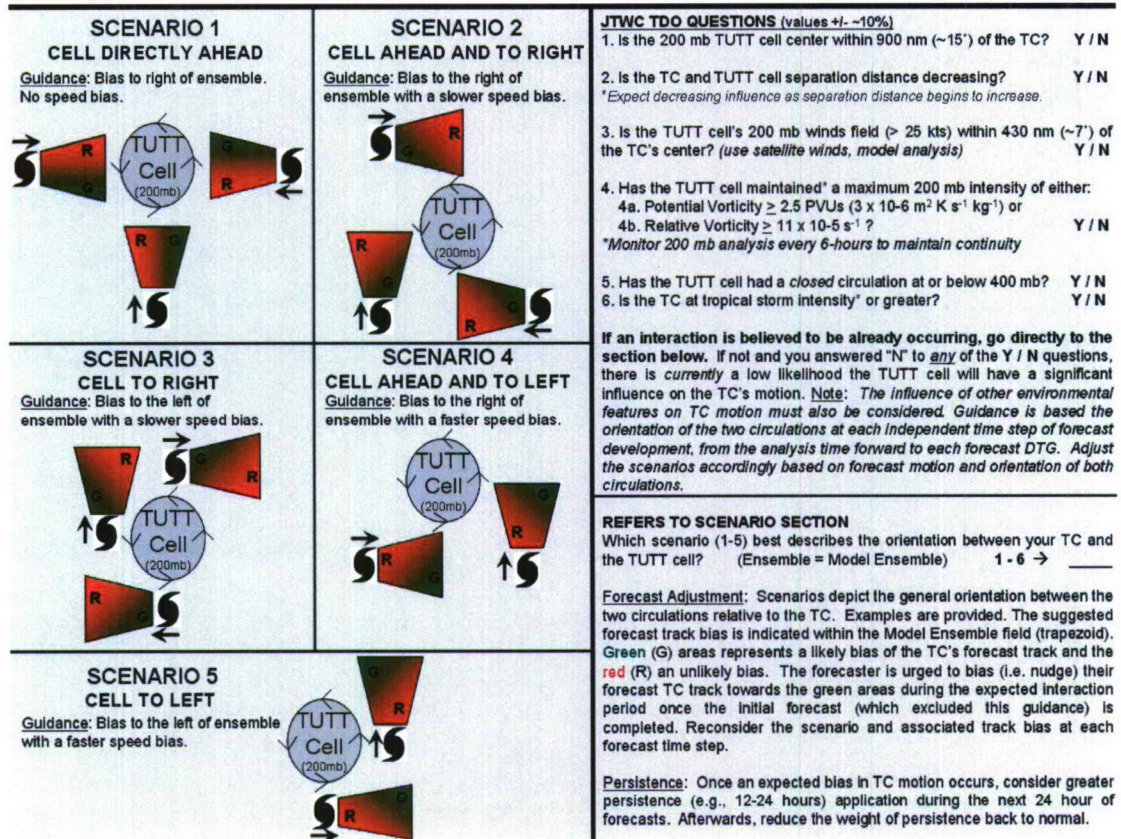 SCENARIO 1
CELL DIRECTLY AHEAD
Guidance: Bias to right of ensemble.
No speed bias.
R
G
TUTT
Cell
(200mb)
G
R
R
G
SCENARIO 2
CELL AHEAD AND TO RIGHT
Guidance: Bias to the right of
ensemble with a slower speed bias.
G
R
TUTT
Cell
(200mb)
R
G
G
R
SCENARIO 3
CELL TO RIGHT
Guidance: Bias to the left of
ensemble with a slower speed bias.
R
G
G
R
TUTT
Cell
(200mb)
R
G
SCENARIO 4
CELL AHEAD AND TO LEFT
Guidance: Bias to the right of
ensemble with a faster speed bias.
TUTT
Cell
(200mb)
G
R
R
G
SCENARIO 5
CELL TO LEFT
Guidance: Bias to the left of ensemble
with a faster speed bias.
G
R
TUTT
Cell
(200mb)
G
R
JTWC TDO QUESTIONS (values +/- ~10%)
1. Is the 200 mb TUTT cell center within 900 nm (~15˚) of the TC? Y / N
2. Is the TC and TUTT cell separation distance decreasing? Y / N
*Expect decreasing influence as separation distance begins to increase.
3. Is the TUTT cell's 200 mb winds field (> 25 kts) within 430 nm (~7˚) of
the TC's center? (use satellite winds, model analysis) Y / N
4. Has the TUTT cell maintained* a maximum 200 mb intensity of either:
4a. Potential Vorticity ≥ 2.5 PVUs (3 x 10-6 m² K s⁻¹ kg⁻¹) or
4b. Relative Vorticity ≥ 11 x 10-5 s⁻¹ ? Y / N
*Monitor 200 mb analysis every 6-hours to maintain continuity
5. Has the TUTT cell had a closed circulation at or below 400 mb? Y / N
6. Is the TC at tropical storm intensity* or greater? Y / N
If an interaction is believed to be already occurring, go directly to the
section below. If not and you answered "N" to any of the Y / N questions,
there is currently a low likelihood the TUTT cell will have a significant
influence on the TC's motion. Note: The influence of other environmental
features on TC motion must also be considered. Guidance is based the
orientation of the two circulations at each independent time step of forecast
development, from the analysis time forward to each forecast DTG. Adjust
the scenarios accordingly based on forecast motion and orientation of both
circulations.
REFERS TO SCENARIO SECTION
Which scenario (1-5) best describes the orientation between your TC and
the TUTT cell? (Ensemble = Model Ensemble) 1 - 6 → ____
Forecast Adjustment: Scenarios depict the general orientation between the
two circulations relative to the TC. Examples are provided. The suggested
forecast track bias is indicated within the Model Ensemble field (trapezoid).
Green (G) areas represents a likely bias of the TC's forecast track and the
red (R) an unlikely bias. The forecaster is urged to bias (i.e. nudge) their
forecast TC track towards the green areas during the expected interaction
period once the initial forecast (which excluded this guidance) is
completed. Reconsider the scenario and associated track bias at each
forecast time step.
Persistence: Once an expected bias in TC motion occurs, consider greater
persistence (e.g., 12-24 hours) application during the next 24 hour of
forecasts. Afterwards, reduce the weight of persistence back to normal.